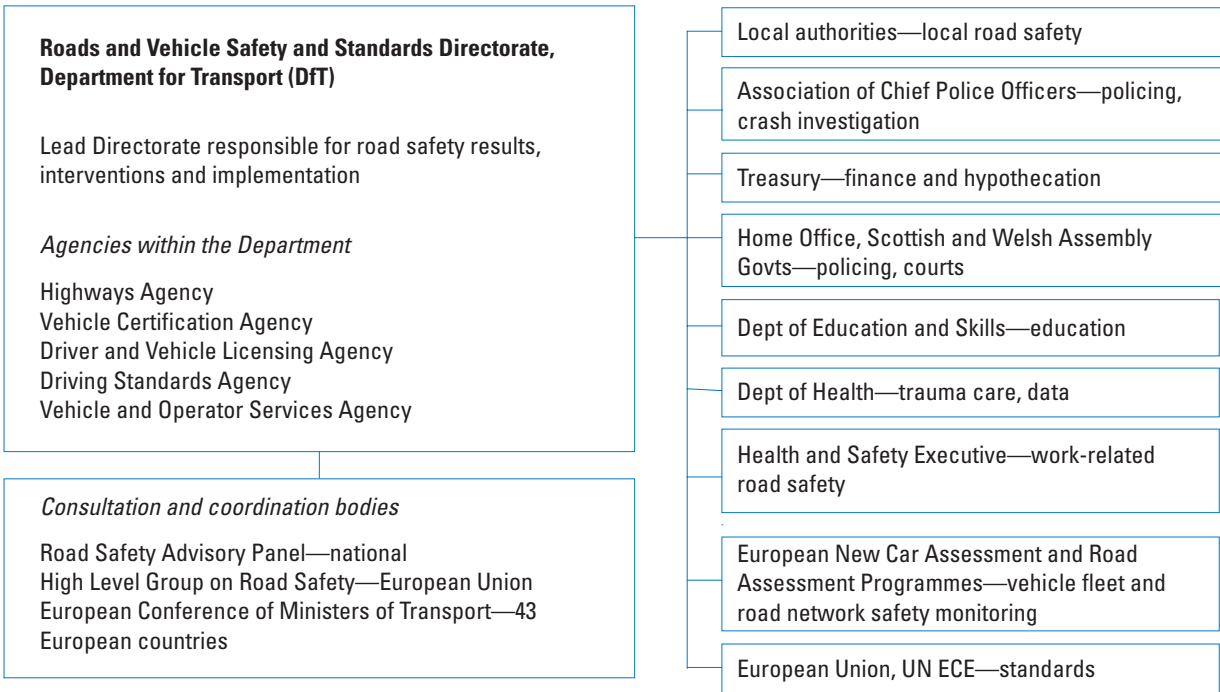 Roads and Vehicle Safety and Standards Directorate,
Department for Transport (DfT)
Lead Directorate responsible for road safety results,
interventions and implementation
Agencies within the Department
Highways Agency
Vehicle Certification Agency
Driver and Vehicle Licensing Agency
Driving Standards Agency
Vehicle and Operator Services Agency
Consultation and coordination bodies
Road Safety Advisory Panel—national
High Level Group on Road Safety—European Union
European Conference of Ministers of Transport—43
European countries
Local authorities—local road safety
Association of Chief Police Officers—policing,
crash investigation
Treasury—finance and hypothecation
Home Office, Scottish and Welsh Assembly
Govts—policing, courts
Dept of Education and Skills—education
Dept of Health—trauma care, data
Health and Safety Executive—work-related
road safety
European New Car Assessment and Road
Assessment Programmes—vehicle fleet and
road network safety monitoring
European Union, UN ECE—standards